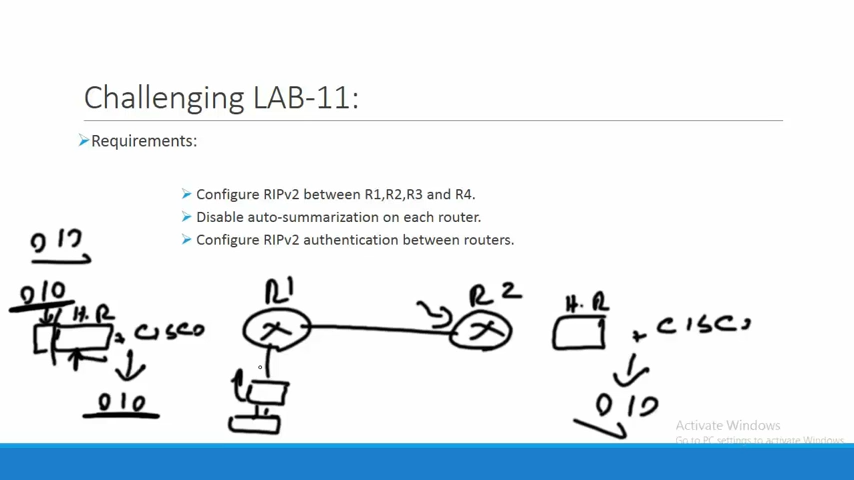 Challenging LAB-11:
Requirements:
Configure RIPv2 between R1,R2,R3 and R4.
Disable auto-summarization on each router.
Configure RIPv2 authentication between routers.
010
010
H.R
+ CISCO
010
R1
R2
H.R
+ CISCO
010
Activate Windows
Go to PC settings to activate Windows.